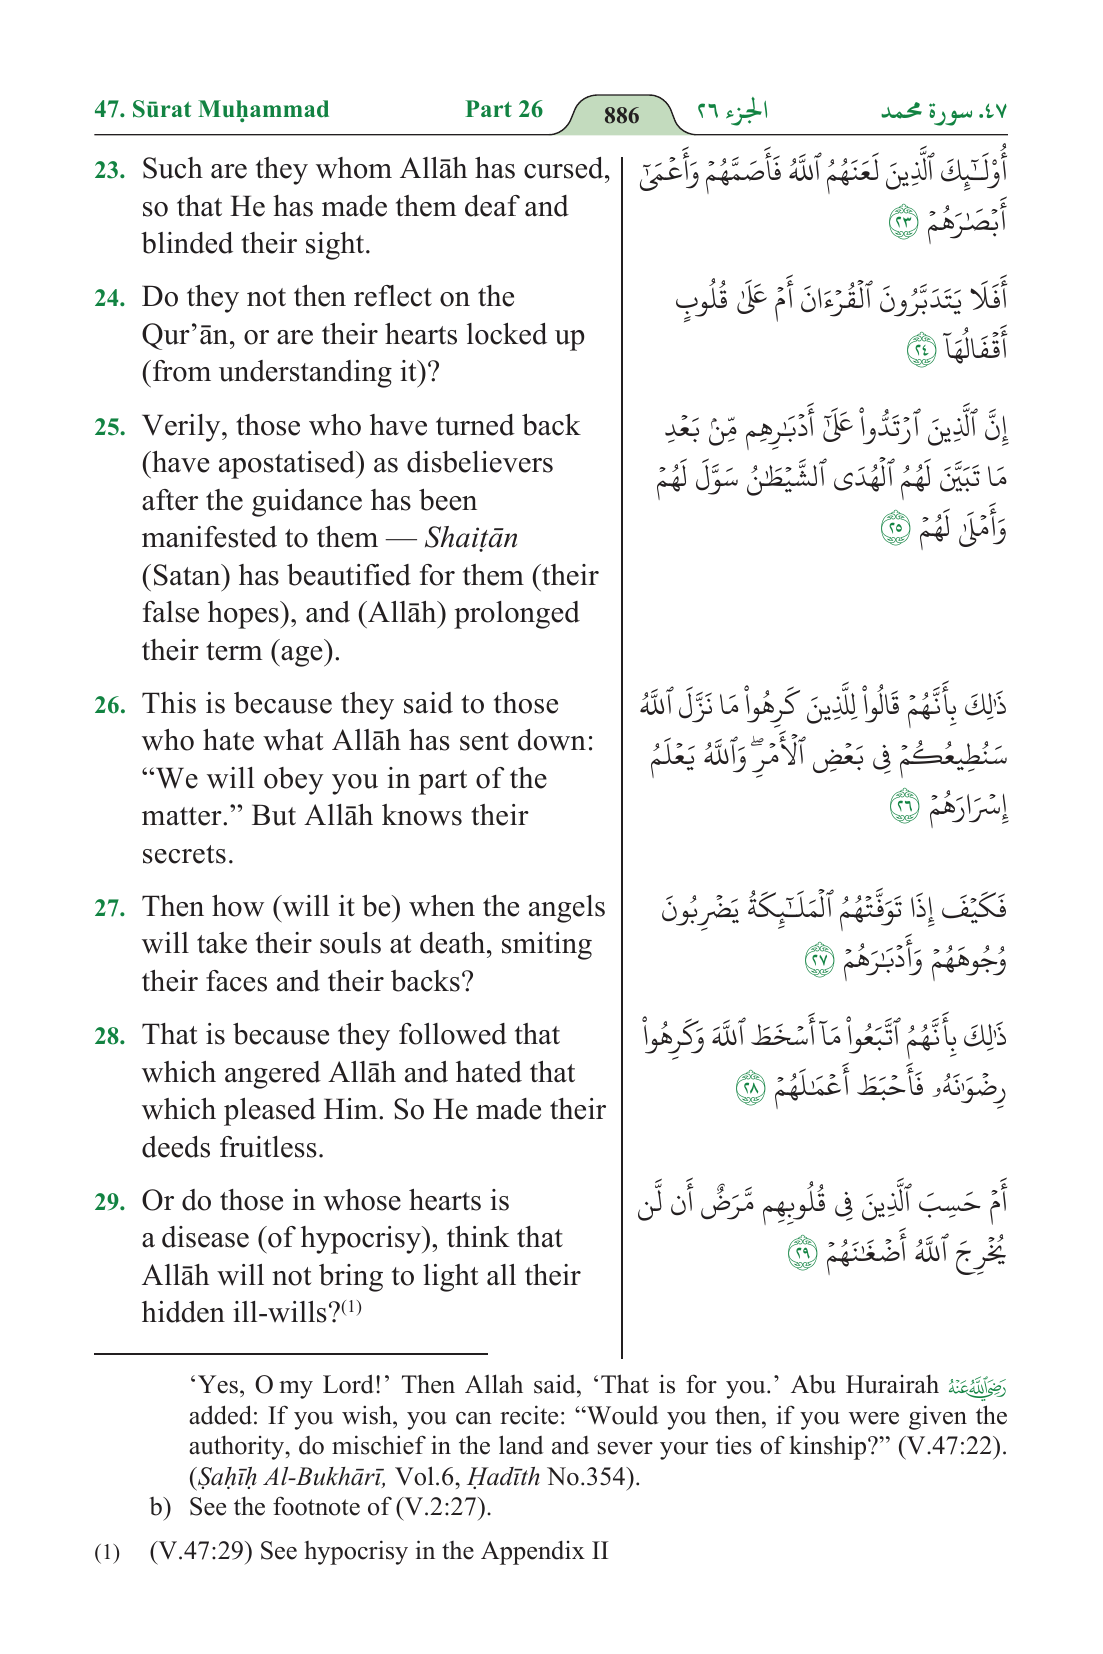 47. Sūrat Muḥammad Part 26 886 الجزء ٢٦ ٤٧. سورة محمد
23. Such are they whom Allāh has cursed,
so that He has made them deaf and
blinded their sight.
24. Do they not then reflect on the
Qur’ān, or are their hearts locked up
(from understanding it)?
25. Verily, those who have turned back
(have apostatised) as disbelievers
after the guidance has been
manifested to them — Shaiṭān
(Satan) has beautified for them (their
false hopes), and (Allāh) prolonged
their term (age).
26. This is because they said to those
who hate what Allāh has sent down:
“We will obey you in part of the
matter.” But Allāh knows their
secrets.
27. Then how (will it be) when the angels
will take their souls at death, smiting
their faces and their backs?
28. That is because they followed that
which angered Allāh and hated that
which pleased Him. So He made their
deeds fruitless.
29. Or do those in whose hearts is
a disease (of hypocrisy), think that
Allāh will not bring to light all their
hidden ill-wills?(1)
أُوْلَـٰٓئِكَ ٱلَّذِينَ لَعَنَهُمُ ٱللَّهُ فَأَصَمَّهُمْ وَأَعْمَىٰٓ
أَبْصَـٰرَهُمْ ٢٣
أَفَلَا يَتَدَبَّرُونَ ٱلْقُرْءَانَ أَمْ عَلَىٰ قُلُوبٍ
أَقْفَالُهَآ ٢٤
إِنَّ ٱلَّذِينَ ٱرْتَدُّواْ عَلَىٰٓ أَدْبَـٰرِهِم مِّنۢ بَعْدِ
مَا تَبَيَّنَ لَهُمُ ٱلْهُدَى ٱلشَّيْطَـٰنُ سَوَّلَ لَهُمْ
وَأَمْلَىٰ لَهُمْ ٢٥
ذَٰلِكَ بِأَنَّهُمْ قَالُواْ لِلَّذِينَ كَرِهُواْ مَا نَزَّلَ ٱللَّهُ
سَنُطِيعُكُمْ فِى بَعْضِ ٱلْأَمْرِ ۖ وَٱللَّهُ يَعْلَمُ
إِسْرَارَهُمْ ٢٦
فَكَيْفَ إِذَا تَوَفَّتْهُمُ ٱلْمَلَـٰٓئِكَةُ يَضْرِبُونَ
وُجُوهَهُمْ وَأَدْبَـٰرَهُمْ ٢٧
ذَٰلِكَ بِأَنَّهُمُ ٱتَّبَعُواْ مَآ أَسْخَطَ ٱللَّهَ وَكَرِهُواْ
رِضْوَٰنَهُۥ فَأَحْبَطَ أَعْمَـٰلَهُمْ ٢٨
أَمْ حَسِبَ ٱلَّذِينَ فِى قُلُوبِهِم مَّرَضٌ أَن لَّن
يُخْرِجَ ٱللَّهُ أَضْغَـٰنَهُمْ ٢٩
‘Yes, O my Lord!’ Then Allah said, ‘That is for you.’ Abu Hurairah رضي الله عنه
added: If you wish, you can recite: “Would you then, if you were given the
authority, do mischief in the land and sever your ties of kinship?” (V.47:22).
(Ṣaḥīḥ Al-Bukhārī, Vol.6, Ḥadīth No.354).
b) See the footnote of (V.2:27).
(1) (V.47:29) See hypocrisy in the Appendix II